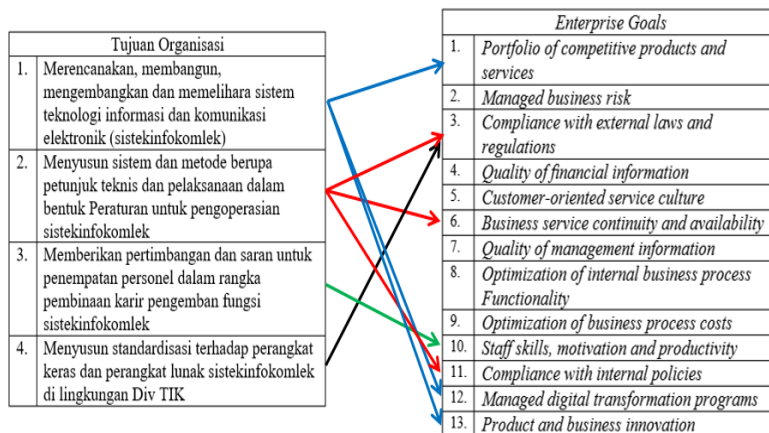 Tujuan Organisasi
1. Merencanakan, membangun,
mengembangkan dan memelihara sistem
teknologi informasi dan komunikasi
elektronik (sistekinfokomlek)
2. Menyusun sistem dan metode berupa
petunjuk teknis dan pelaksanaan dalam
bentuk Peraturan untuk pengoperasian
sistekinfokomlek
3. Memberikan pertimbangan dan saran untuk
penempatan personel dalam rangka
pembinaan karir pengemban fungsi
sistekinfokomlek
4. Menyusun standardisasi terhadap perangkat
keras dan perangkat lunak sistekinfokomlek
di lingkungan Div TIK
Enterprise Goals
1. Portfolio of competitive products and
services
2. Managed business risk
3. Compliance with external laws and
regulations
4. Quality of financial information
5. Customer-oriented service culture
6. Business service continuity and availability
7. Quality of management information
8. Optimization of internal business process
Functionality
9. Optimization of business process costs
10. Staff skills, motivation and productivity
11. Compliance with internal policies
12. Managed digital transformation programs
13. Product and business innovation